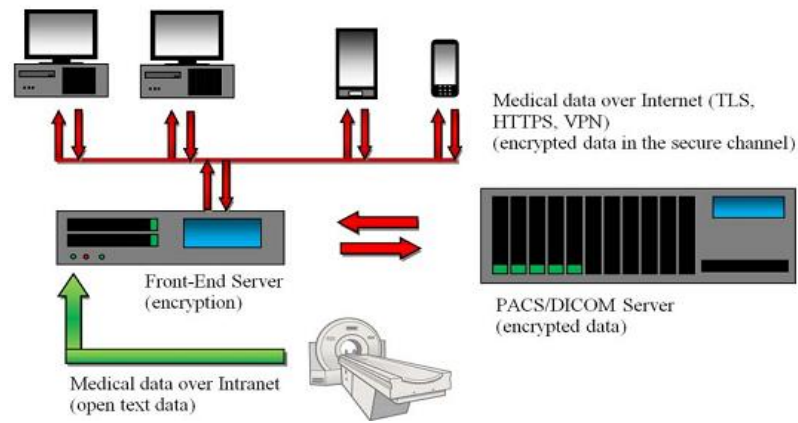 Medical data over Internet (TLS,
HTTPS, VPN)
(encrypted data in the secure channel)
Front-End Server
(encryption)
PACS/DICOM Server
(encrypted data)
Medical data over Intranet
(open text data)